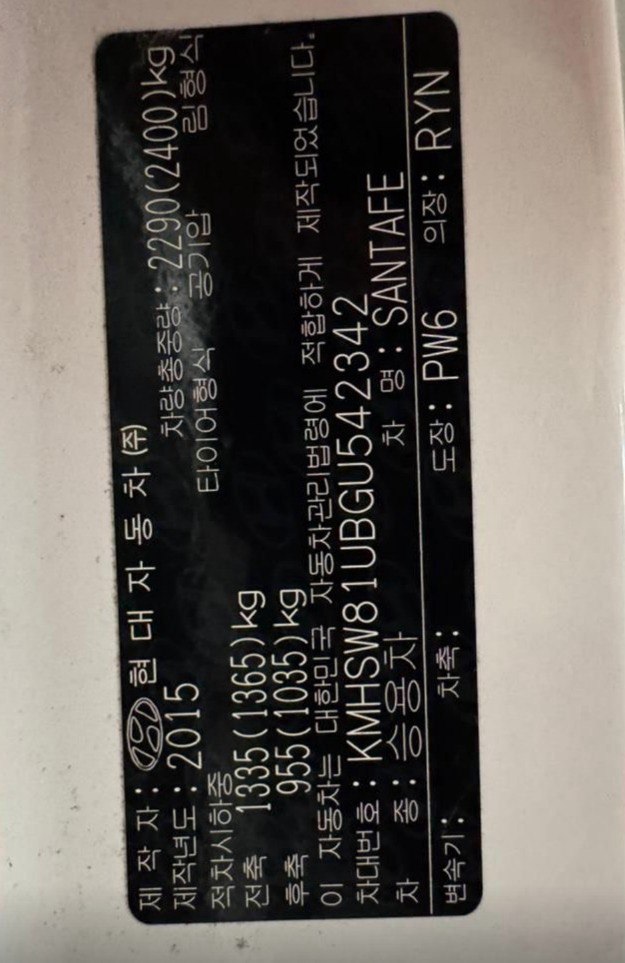 제 작 자 : 현 대 자 동 차 (주)
제작년도 : 2015 차량총중량 : 2290(2400)kg
적차시하중 타이어형식 공기압 림형식
전축 1335(1365)kg
후축 955(1035)kg
이 자동차는 대한민국 자동차관리법령에 적합하게 제작되었습니다.
차대번호 : KMHSW81UBGU542342
차 종 : 승용차 차 명 : SANTAFE
변속기 : 차축 : 도장 : PW6 의장 : RYN